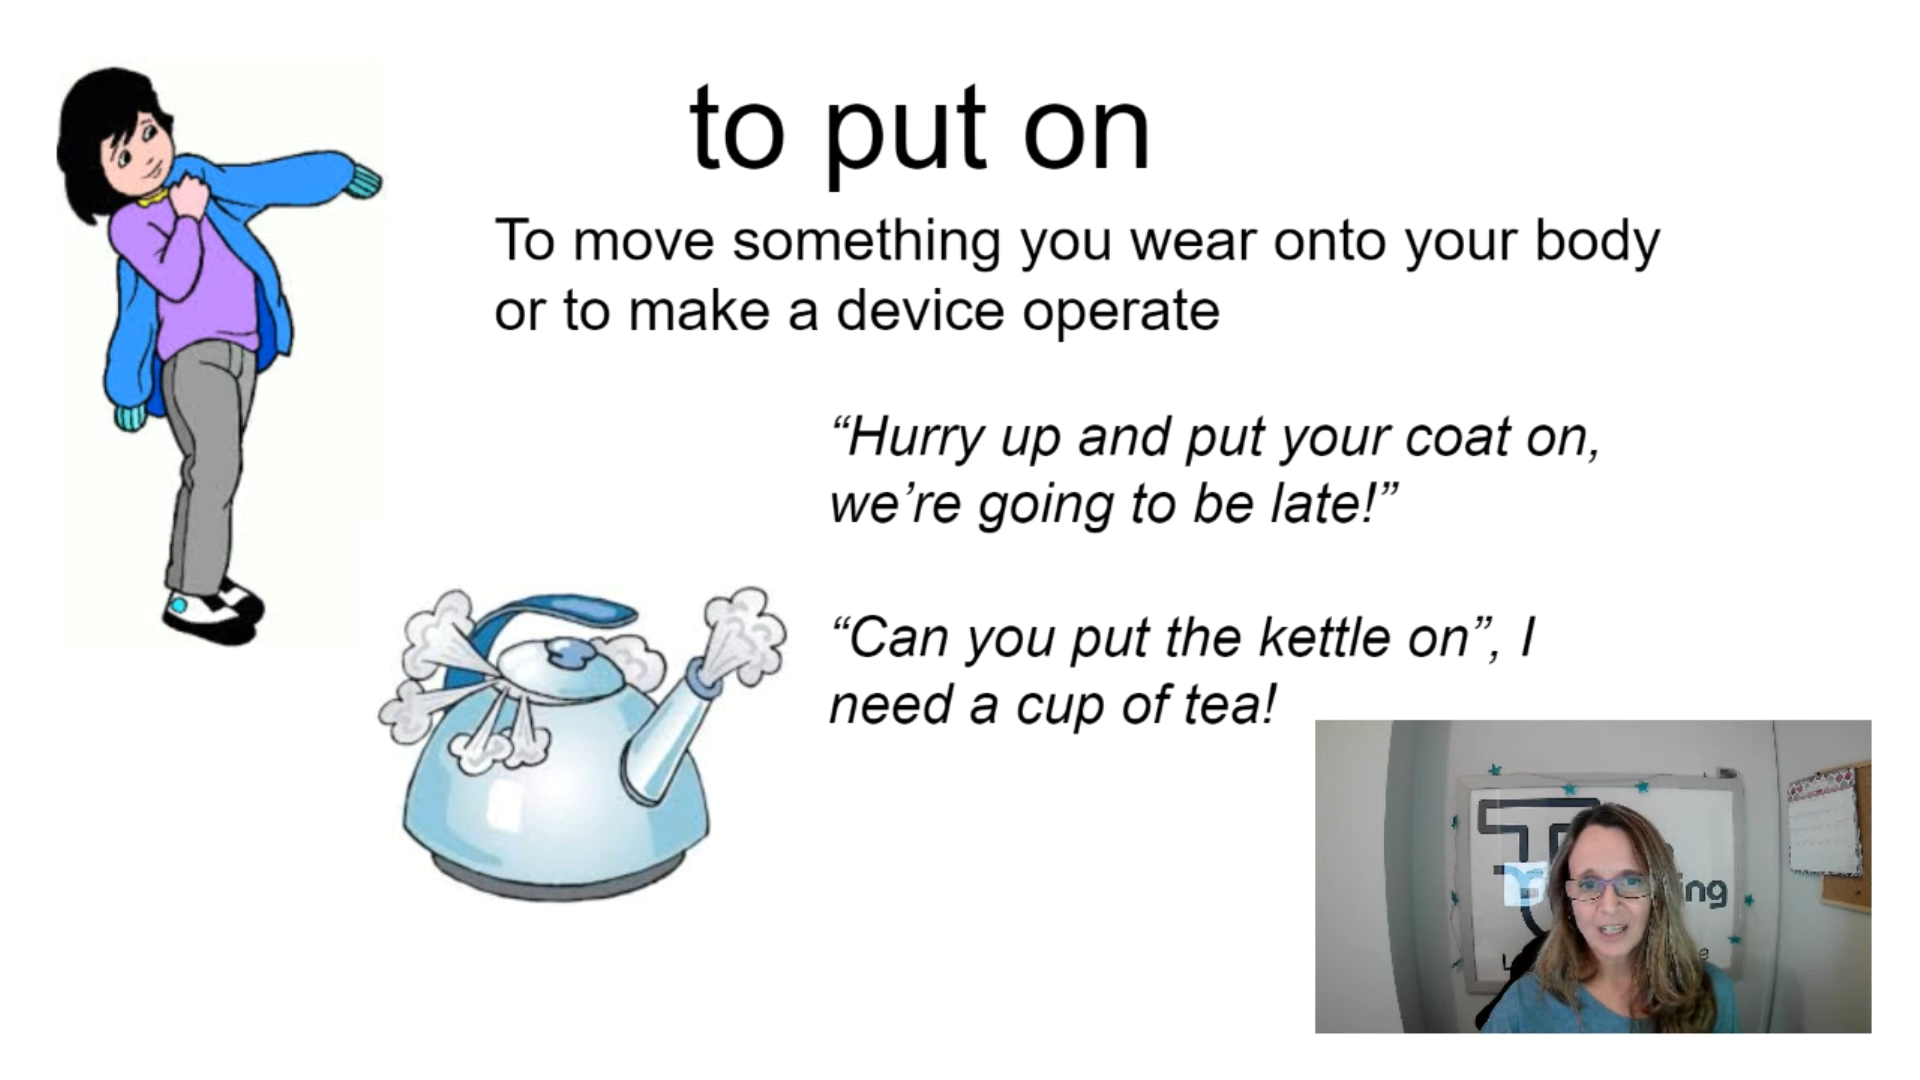 to put on
To move something you wear onto your body
or to make a device operate
“Hurry up and put your coat on,
we’re going to be late!”
“Can you put the kettle on”, I
need a cup of tea!